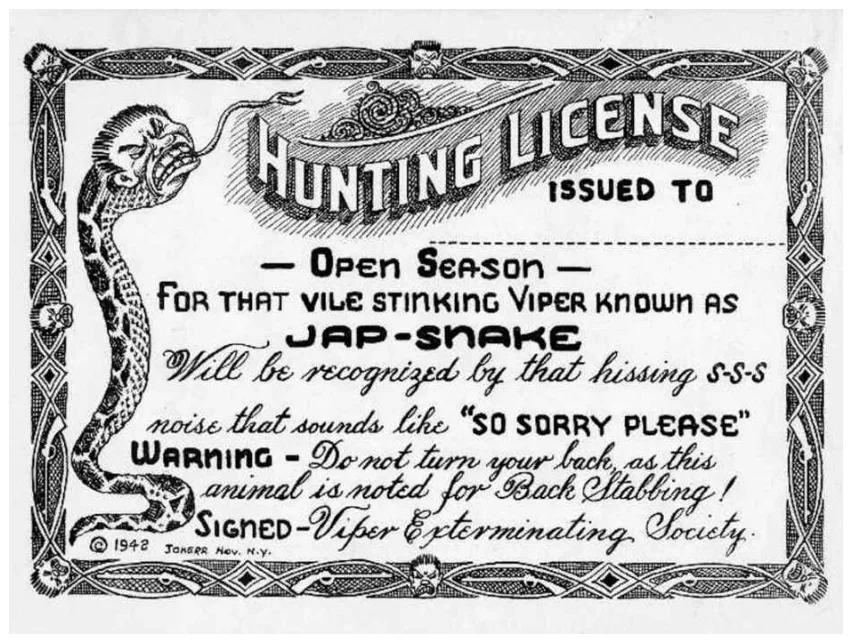 HUNTING LICENSE
ISSUED TO
— OPEN SEASON —
FOR THAT VILE STINKING VIPER KNOWN AS
JAP-SNAKE
Will be recognized by that hissing S-S-S
noise that sounds like "SO SORRY PLEASE"
WARNING - Do not turn your back, as this
animal is noted for Back Stabbing!
SIGNED - Viper Exterminating Society.
© 1942 JOKERR NOV. N.Y.